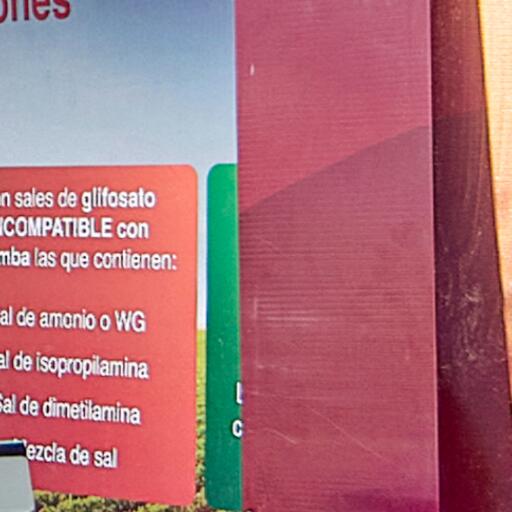 ones
n sales de glifosato
NCOMPATIBLE con
mba las que contienen:
al de amonio o WG
al de isopropilamina
Sal de dimetilamina
ezcla de sal
L
c